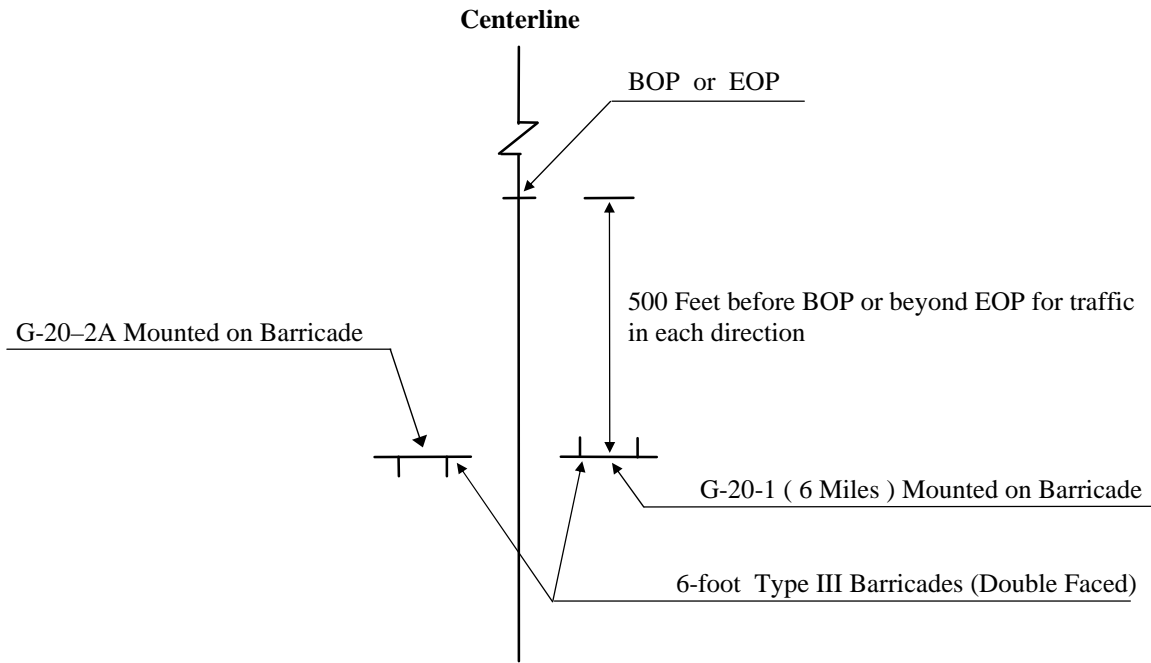 Centerline
BOP or EOP
500 Feet before BOP or beyond EOP for traffic
in each direction
G-20–2A Mounted on Barricade
G-20-1 ( 6 Miles ) Mounted on Barricade
6-foot Type III Barricades (Double Faced)